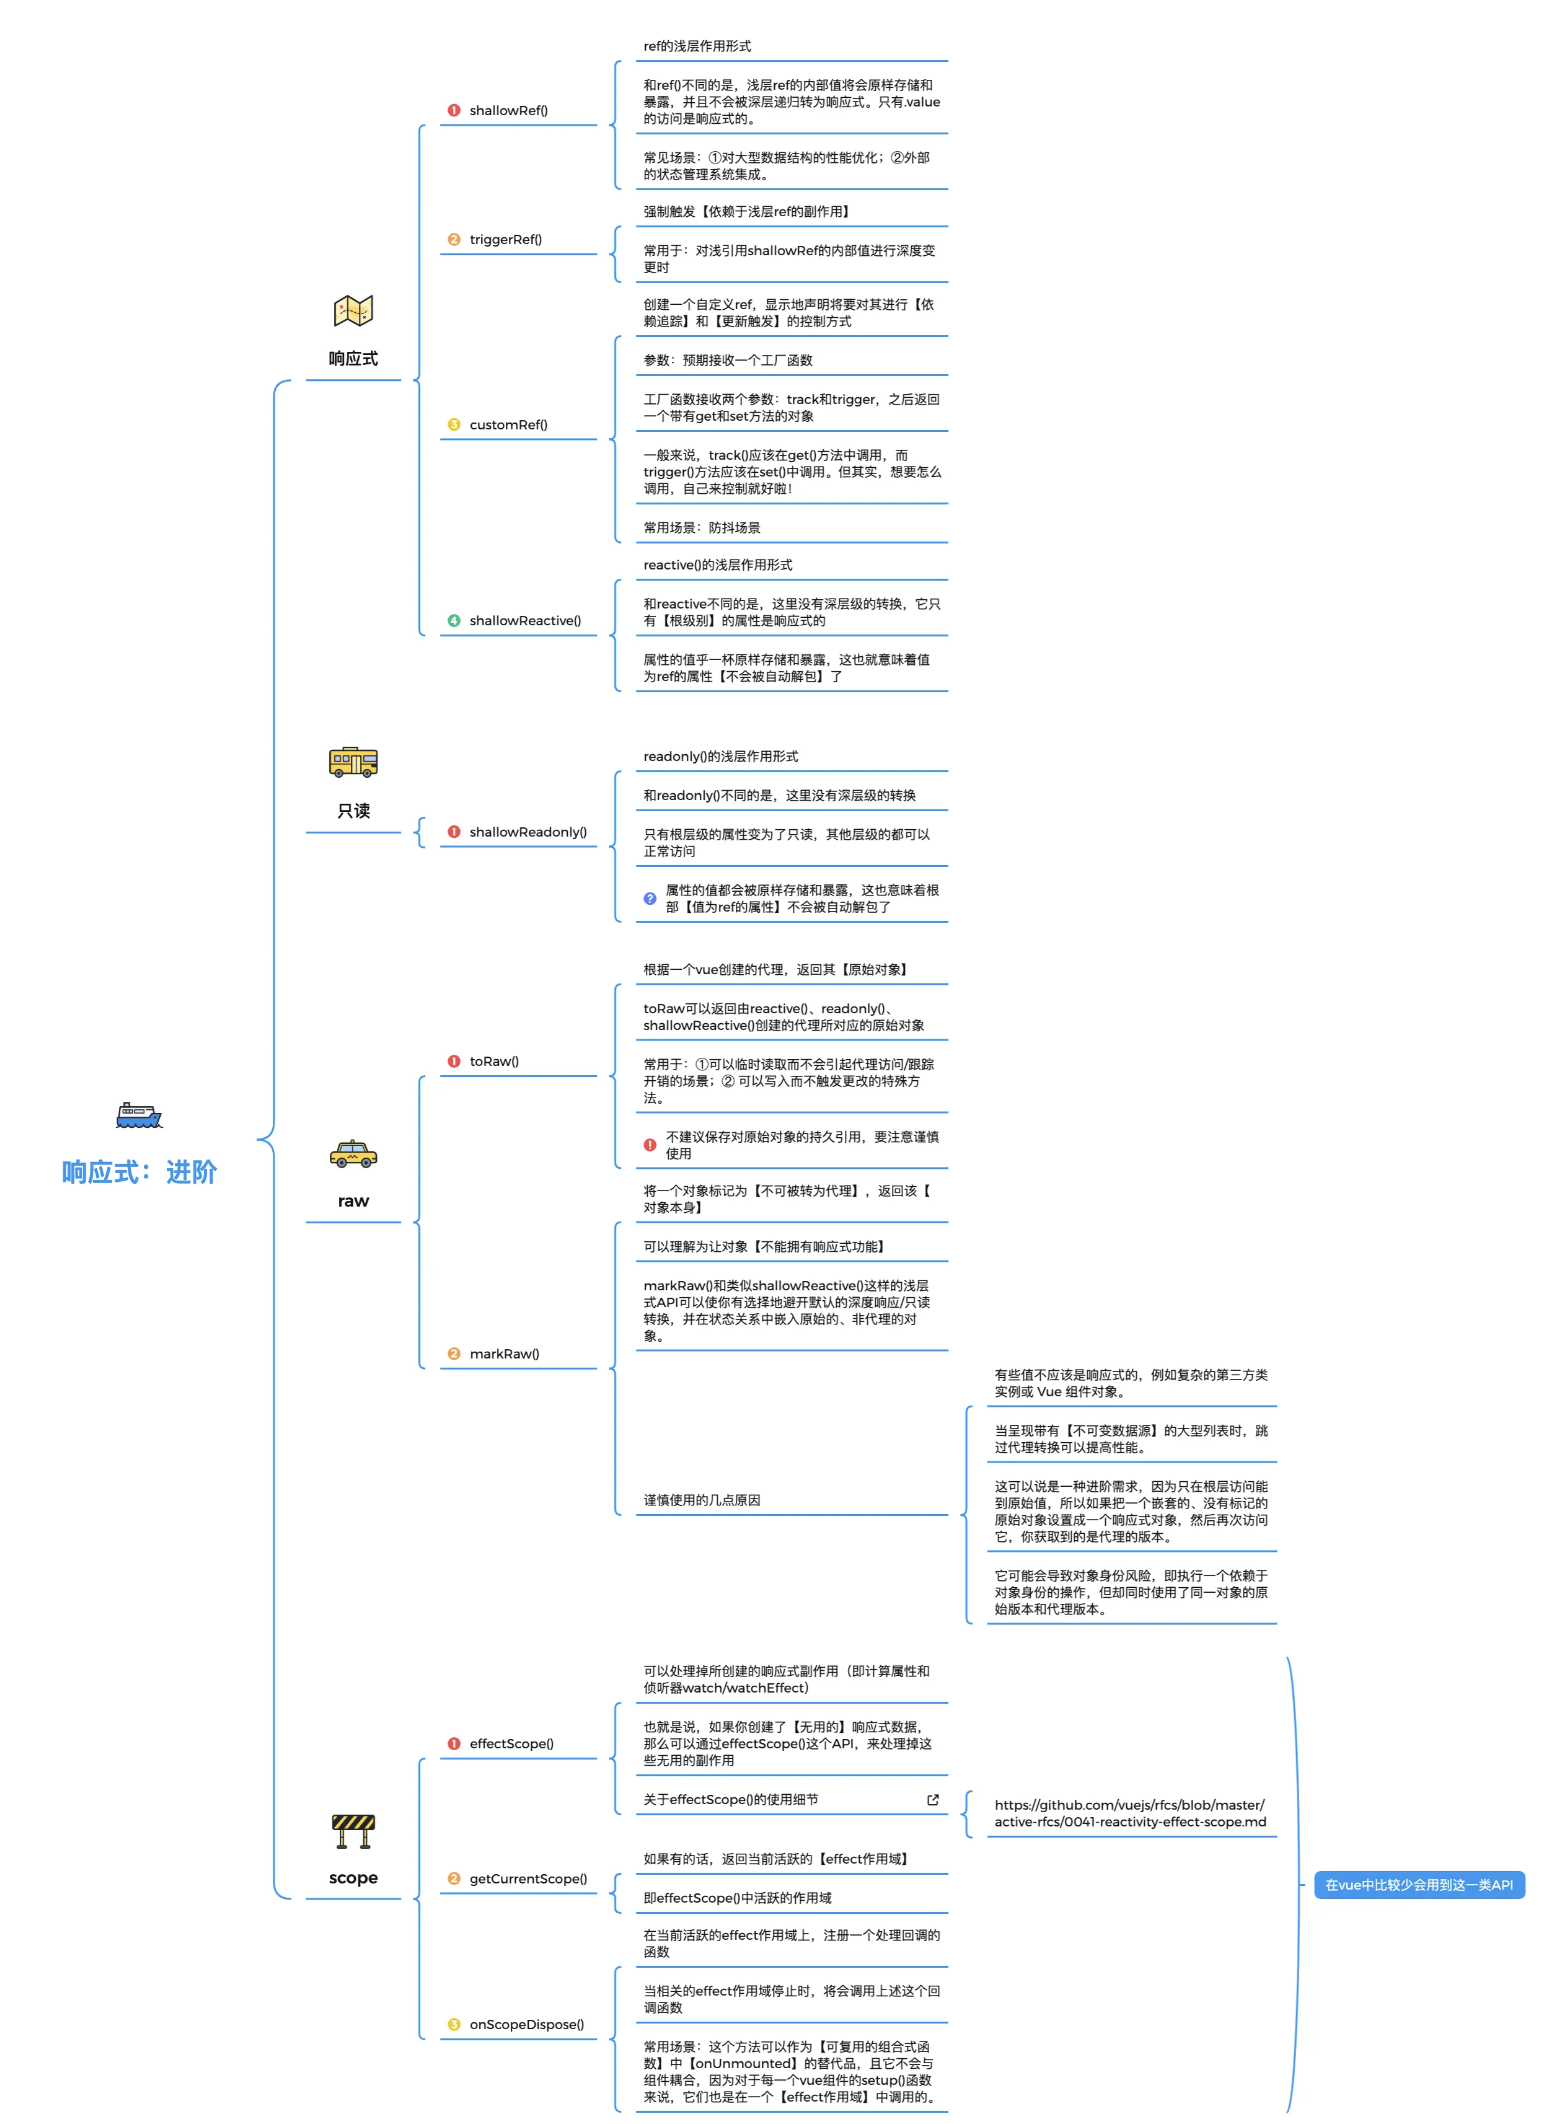 响应式：进阶
响应式
❶ shallowRef()
ref的浅层作用形式
和ref()不同的是，浅层ref的内部值将会原样存储和
暴露，并且不会被深层递归转为响应式。只有.value
的访问是响应式的。
常见场景：①对大型数据结构的性能优化；②外部
的状态管理系统集成。
❷ triggerRef()
强制触发【依赖于浅层ref的副作用】
常用于：对浅引用shallowRef的内部值进行深度变
更时
❸ customRef()
创建一个自定义ref，显示地声明将要对其进行【依
赖追踪】和【更新触发】的控制方式
参数：预期接收一个工厂函数
工厂函数接收两个参数：track和trigger，之后返回
一个带有get和set方法的对象
一般来说，track()应该在get()方法中调用，而
trigger()方法应该在set()中调用。但其实，想要怎么
调用，自己来控制就好啦！
常用场景：防抖场景
❹ shallowReactive()
reactive()的浅层作用形式
和reactive不同的是，这里没有深层级的转换，它只
有【根级别】的属性是响应式的
属性的值乎一杯原样存储和暴露，这也就意味着值
为ref的属性【不会被自动解包】了
只读
❶ shallowReadonly()
readonly()的浅层作用形式
和readonly()不同的是，这里没有深层级的转换
只有根层级的属性变为了只读，其他层级的都可以
正常访问
? 属性的值都会被原样存储和暴露，这也意味着根
部【值为ref的属性】不会被自动解包了
raw
❶ toRaw()
根据一个vue创建的代理，返回其【原始对象】
toRaw可以返回由reactive()、readonly()、
shallowReactive()创建的代理所对应的原始对象
常用于：①可以临时读取而不会引起代理访问/跟踪
开销的场景；② 可以写入而不触发更改的特殊方
法。
! 不建议保存对原始对象的持久引用，要注意谨慎
使用
❷ markRaw()
将一个对象标记为【不可被转为代理】，返回该【
对象本身】
可以理解为让对象【不能拥有响应式功能】
markRaw()和类似shallowReactive()这样的浅层
式API可以使你有选择地避开默认的深度响应/只读
转换，并在状态关系中嵌入原始的、非代理的对
象。
谨慎使用的几点原因
有些值不应该是响应式的，例如复杂的第三方类
实例或 Vue 组件对象。
当呈现带有【不可变数据源】的大型列表时，跳
过代理转换可以提高性能。
这可以说是一种进阶需求，因为只在根层访问能
到原始值，所以如果把一个嵌套的、没有标记的
原始对象设置成一个响应式对象，然后再次访问
它，你获取到的是代理的版本。
它可能会导致对象身份风险，即执行一个依赖于
对象身份的操作，但却同时使用了同一对象的原
始版本和代理版本。
scope
❶ effectScope()
可以处理掉所创建的响应式副作用（即计算属性和
侦听器watch/watchEffect）
也就是说，如果你创建了【无用的】响应式数据，
那么可以通过effectScope()这个API，来处理掉这
些无用的副作用
关于effectScope()的使用细节
https://github.com/vuejs/rfcs/blob/master/
active-rfcs/0041-reactivity-effect-scope.md
❷ getCurrentScope()
如果有的话，返回当前活跃的【effect作用域】
即effectScope()中活跃的作用域
❸ onScopeDispose()
在当前活跃的effect作用域上，注册一个处理回调的
函数
当相关的effect作用域停止时，将会调用上述这个回
调函数
常用场景：这个方法可以作为【可复用的组合式函
数】中【onUnmounted】的替代品，且它不会与
组件耦合，因为对于每一个vue组件的setup()函数
来说，它们也是在一个【effect作用域】中调用的。
在vue中比较少会用到这一类API